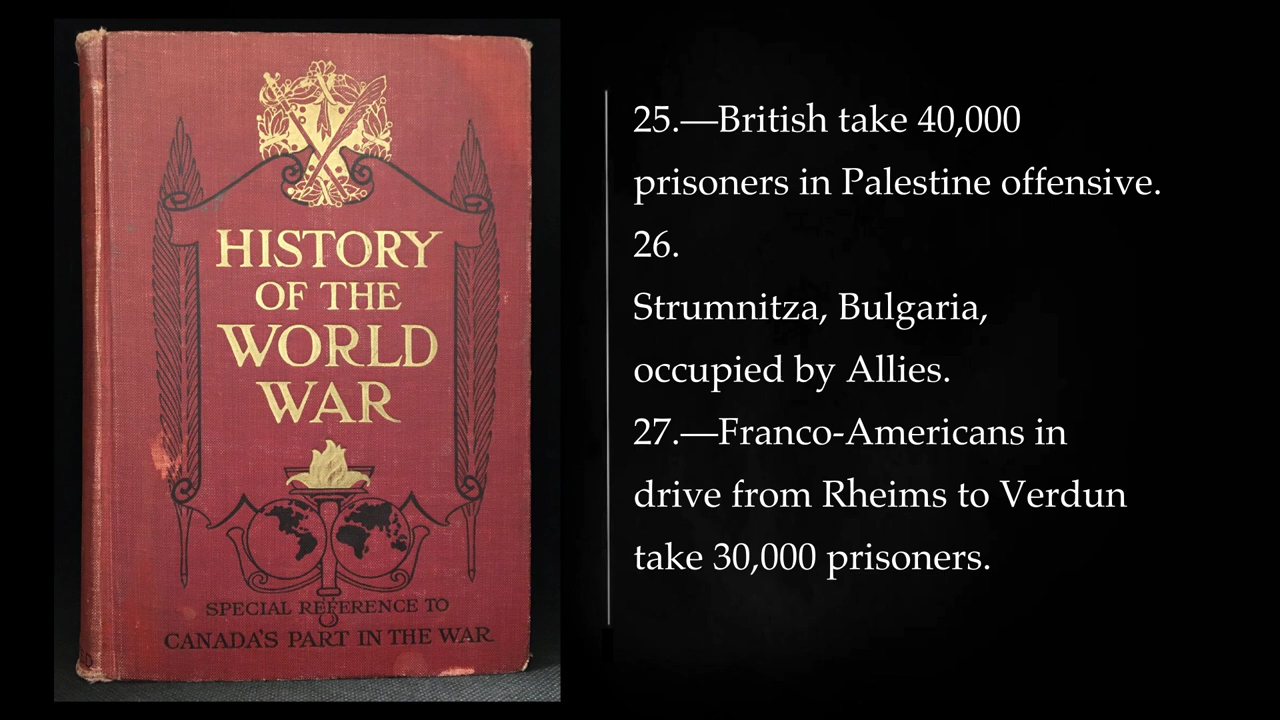 HISTORY
OF THE
WORLD
WAR
SPECIAL REFERENCE TO
CANADA'S PART IN THE WAR
25.—British take 40,000
prisoners in Palestine offensive.
26.
Strumnitza, Bulgaria,
occupied by Allies.
27.—Franco-Americans in
drive from Rheims to Verdun
take 30,000 prisoners.